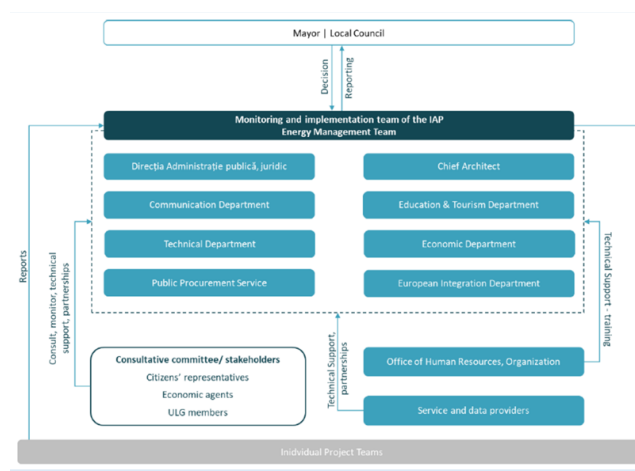 Mayor | Local Council
Decision
Reporting
Monitoring and implementation team of the IAP
Energy Management Team
Direcția Administrație publică, juridic
Chief Architect
Communication Department
Education & Tourism Department
Technical Department
Economic Department
Public Procurement Service
European Integration Department
Reports
Consult, monitor, technical
support, partnerships
Technical Support - training
Consultative committee/ stakeholders
Citizens' representatives
Economic agents
ULG members
Technical Support,
partnerships
Office of Human Resources, Organization
Service and data providers
Inidvidual Project Teams